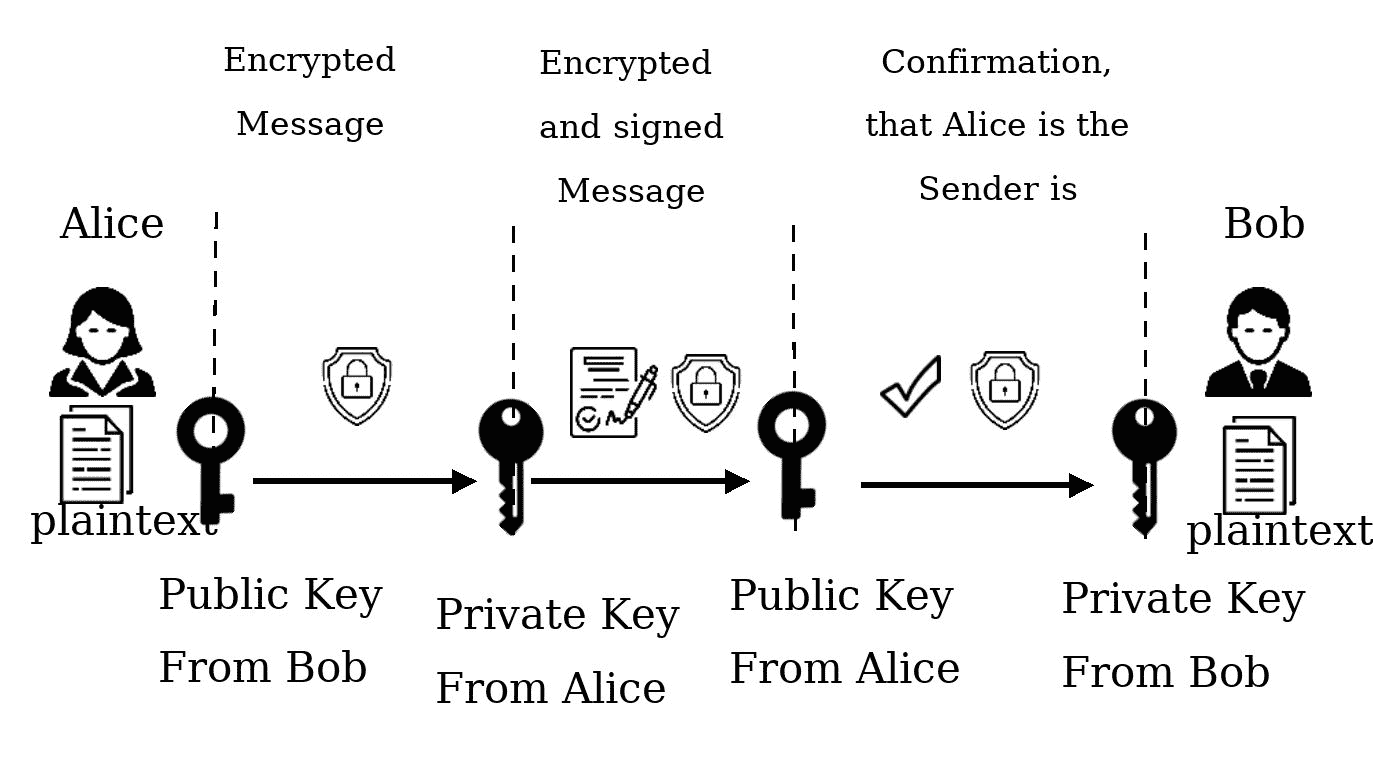 Encrypted
Message
Encrypted
and signed
Message
Confirmation,
that Alice is the
Sender is
Alice
Bob
plaintext
plaintext
Public Key
From Bob
Private Key
From Alice
Public Key
From Alice
Private Key
From Bob